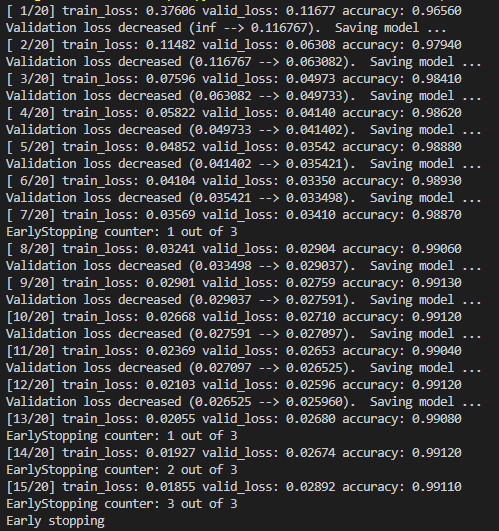 [ 1/20] train_loss: 0.37606 valid_loss: 0.11677 accuracy: 0.96560
Validation loss decreased (inf --> 0.116767).  Saving model ...
[ 2/20] train_loss: 0.11482 valid_loss: 0.06308 accuracy: 0.97940
Validation loss decreased (0.116767 --> 0.063082).  Saving model ...
[ 3/20] train_loss: 0.07596 valid_loss: 0.04973 accuracy: 0.98410
Validation loss decreased (0.063082 --> 0.049733).  Saving model ...
[ 4/20] train_loss: 0.05822 valid_loss: 0.04140 accuracy: 0.98620
Validation loss decreased (0.049733 --> 0.041402).  Saving model ...
[ 5/20] train_loss: 0.04852 valid_loss: 0.03542 accuracy: 0.98880
Validation loss decreased (0.041402 --> 0.035421).  Saving model ...
[ 6/20] train_loss: 0.04104 valid_loss: 0.03350 accuracy: 0.98930
Validation loss decreased (0.035421 --> 0.033498).  Saving model ...
[ 7/20] train_loss: 0.03569 valid_loss: 0.03410 accuracy: 0.98870
EarlyStopping counter: 1 out of 3
[ 8/20] train_loss: 0.03241 valid_loss: 0.02904 accuracy: 0.99060
Validation loss decreased (0.033498 --> 0.029037).  Saving model ...
[ 9/20] train_loss: 0.02901 valid_loss: 0.02759 accuracy: 0.99130
Validation loss decreased (0.029037 --> 0.027591).  Saving model ...
[10/20] train_loss: 0.02668 valid_loss: 0.02710 accuracy: 0.99120
Validation loss decreased (0.027591 --> 0.027097).  Saving model ...
[11/20] train_loss: 0.02369 valid_loss: 0.02653 accuracy: 0.99040
Validation loss decreased (0.027097 --> 0.026525).  Saving model ...
[12/20] train_loss: 0.02103 valid_loss: 0.02596 accuracy: 0.99120
Validation loss decreased (0.026525 --> 0.025960).  Saving model ...
[13/20] train_loss: 0.02055 valid_loss: 0.02680 accuracy: 0.99080
EarlyStopping counter: 1 out of 3
[14/20] train_loss: 0.01927 valid_loss: 0.02674 accuracy: 0.99120
EarlyStopping counter: 2 out of 3
[15/20] train_loss: 0.01855 valid_loss: 0.02892 accuracy: 0.99110
EarlyStopping counter: 3 out of 3
Early stopping